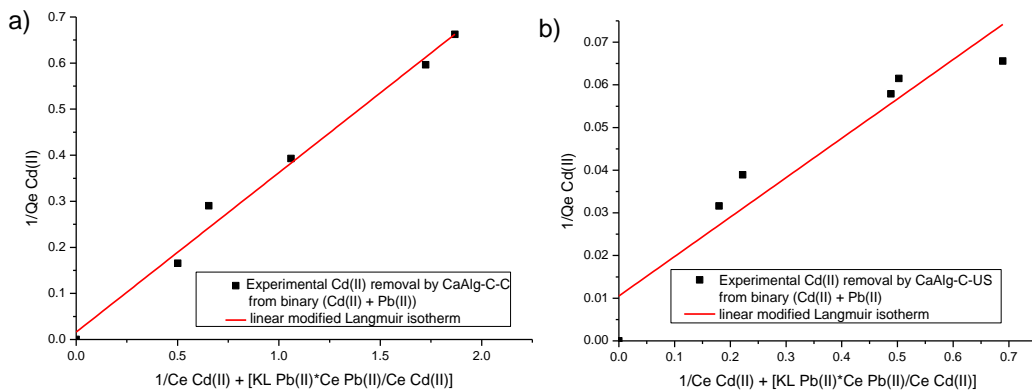 a)
0.7
0.6
0.5
0.4
0.3
0.2
0.1
0.0
1/Qe Cd(II)
0.0 0.5 1.0 1.5 2.0
1/Ce Cd(II) + [KL Pb(II)*Ce Pb(II)/Ce Cd(II)]
Experimental Cd(II) removal by CaAlg-C-C
from binary (Cd(II) + Pb(II))
linear modified Langmuir isotherm
b)
0.07
0.06
0.05
0.04
0.03
0.02
0.01
0.00
1/Qe Cd(II)
0.0 0.1 0.2 0.3 0.4 0.5 0.6 0.7
1/Ce Cd(II) + [KL Pb(II)*Ce Pb(II)/Ce Cd(II)]
Experimental Cd(II) removal by CaAlg-C-US
from binary (Cd(II) + Pb(II)
linear modified Langmuir isotherm